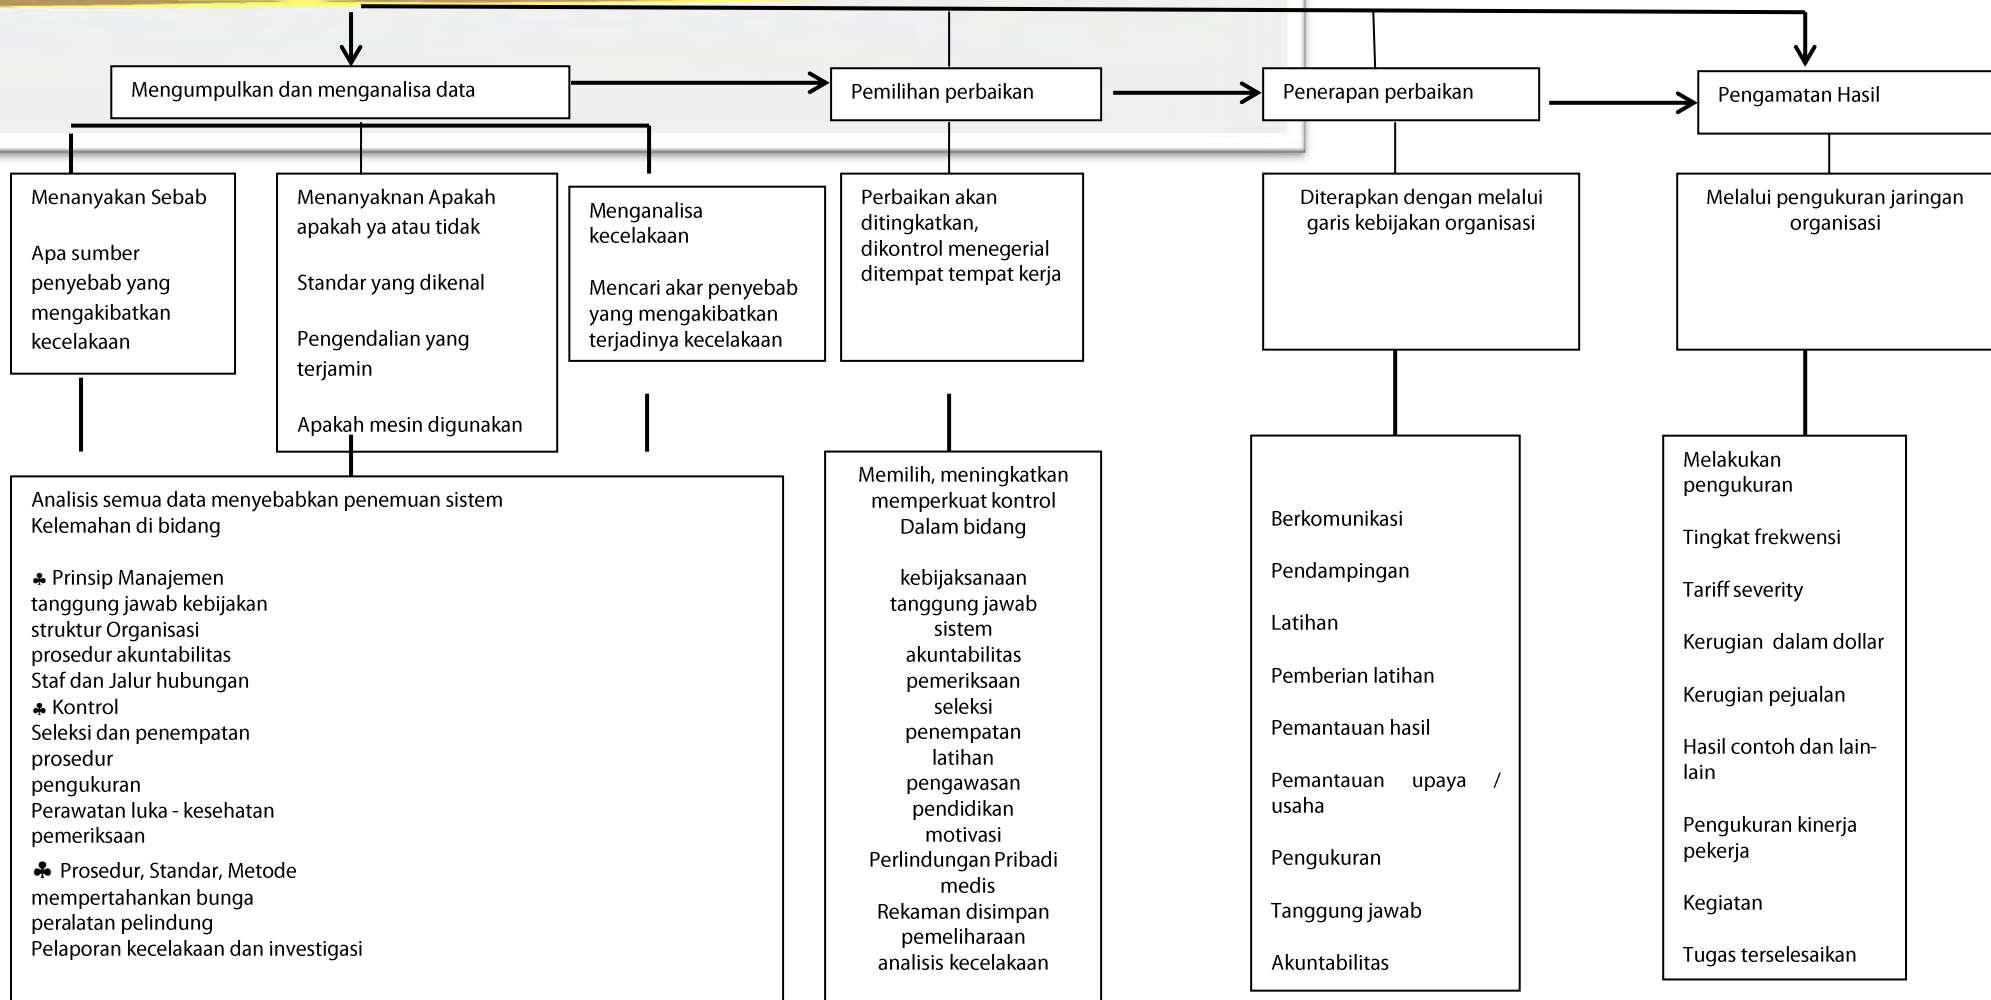 Mengumpulkan dan menganalisa data
Pemilihan perbaikan
Penerapan perbaikan
Pengamatan Hasil
Menanyakan Sebab
Apa sumber
penyebab yang
mengakibatkan
kecelakaan
Menanyaknan Apakah
apakah ya atau tidak
Standar yang dikenal
Pengendalian yang
terjamin
Apakah mesin digunakan
Menganalisa
kecelakaan
Mencari akar penyebab
yang mengakibatkan
terjadinya kecelakaan
Perbaikan akan
ditingkatkan,
dikontrol menegerial
ditempat tempat kerja
Diterapkan dengan melalui
garis kebijakan organisasi
Melalui pengukuran jaringan
organisasi
Analisis semua data menyebabkan penemuan sistem
Kelemahan di bidang
♣ Prinsip Manajemen
tanggung jawab kebijakan
struktur Organisasi
prosedur akuntabilitas
Staf dan Jalur hubungan
♣ Kontrol
Seleksi dan penempatan
prosedur
pengukuran
Perawatan luka - kesehatan
pemeriksaan
♣ Prosedur, Standar, Metode
mempertahankan bunga
peralatan pelindung
Pelaporan kecelakaan dan investigasi
Memilih, meningkatkan
memperkuat kontrol
Dalam bidang
kebijaksanaan
tanggung jawab
sistem
akuntabilitas
pemeriksaan
seleksi
penempatan
latihan
pengawasan
pendidikan
motivasi
Perlindungan Pribadi
medis
Rekaman disimpan
pemeliharaan
analisis kecelakaan
Berkomunikasi
Pendampingan
Latihan
Pemberian latihan
Pemantauan hasil
Pemantauan upaya /
usaha
Pengukuran
Tanggung jawab
Akuntabilitas
Melakukan
pengukuran
Tingkat frekwensi
Tariff severity
Kerugian dalam dollar
Kerugian pejualan
Hasil contoh dan lain-
lain
Pengukuran kinerja
pekerja
Kegiatan
Tugas terselesaikan